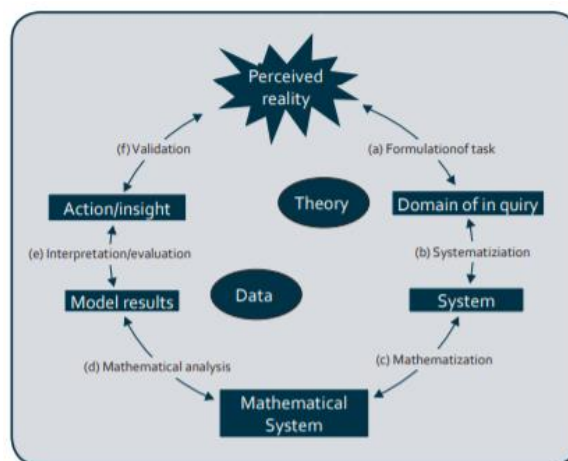 Perceived
reality
(f) Validation
(a) Formulationof task
Theory
Action/insight
Domain of in quiry
(e) Interpretation/evaluation
(b) Systematiziation
Data
Model results
System
(d) Mathematical analysis
(c) Mathematization
Mathematical
System